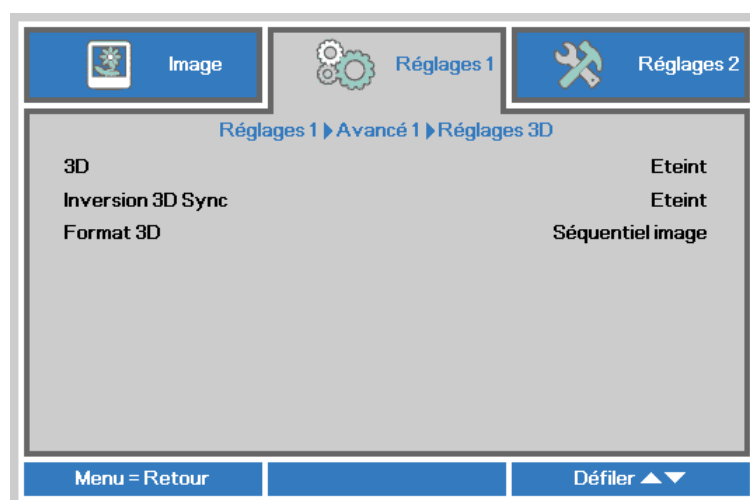 Image
Réglages 1
Réglages 2
Réglages 1 ▶ Avancé 1 ▶ Réglages 3D
3D Eteint
Inversion 3D Sync Eteint
Format 3D Séquentiel image
Menu = Retour
Défiler ▲▼